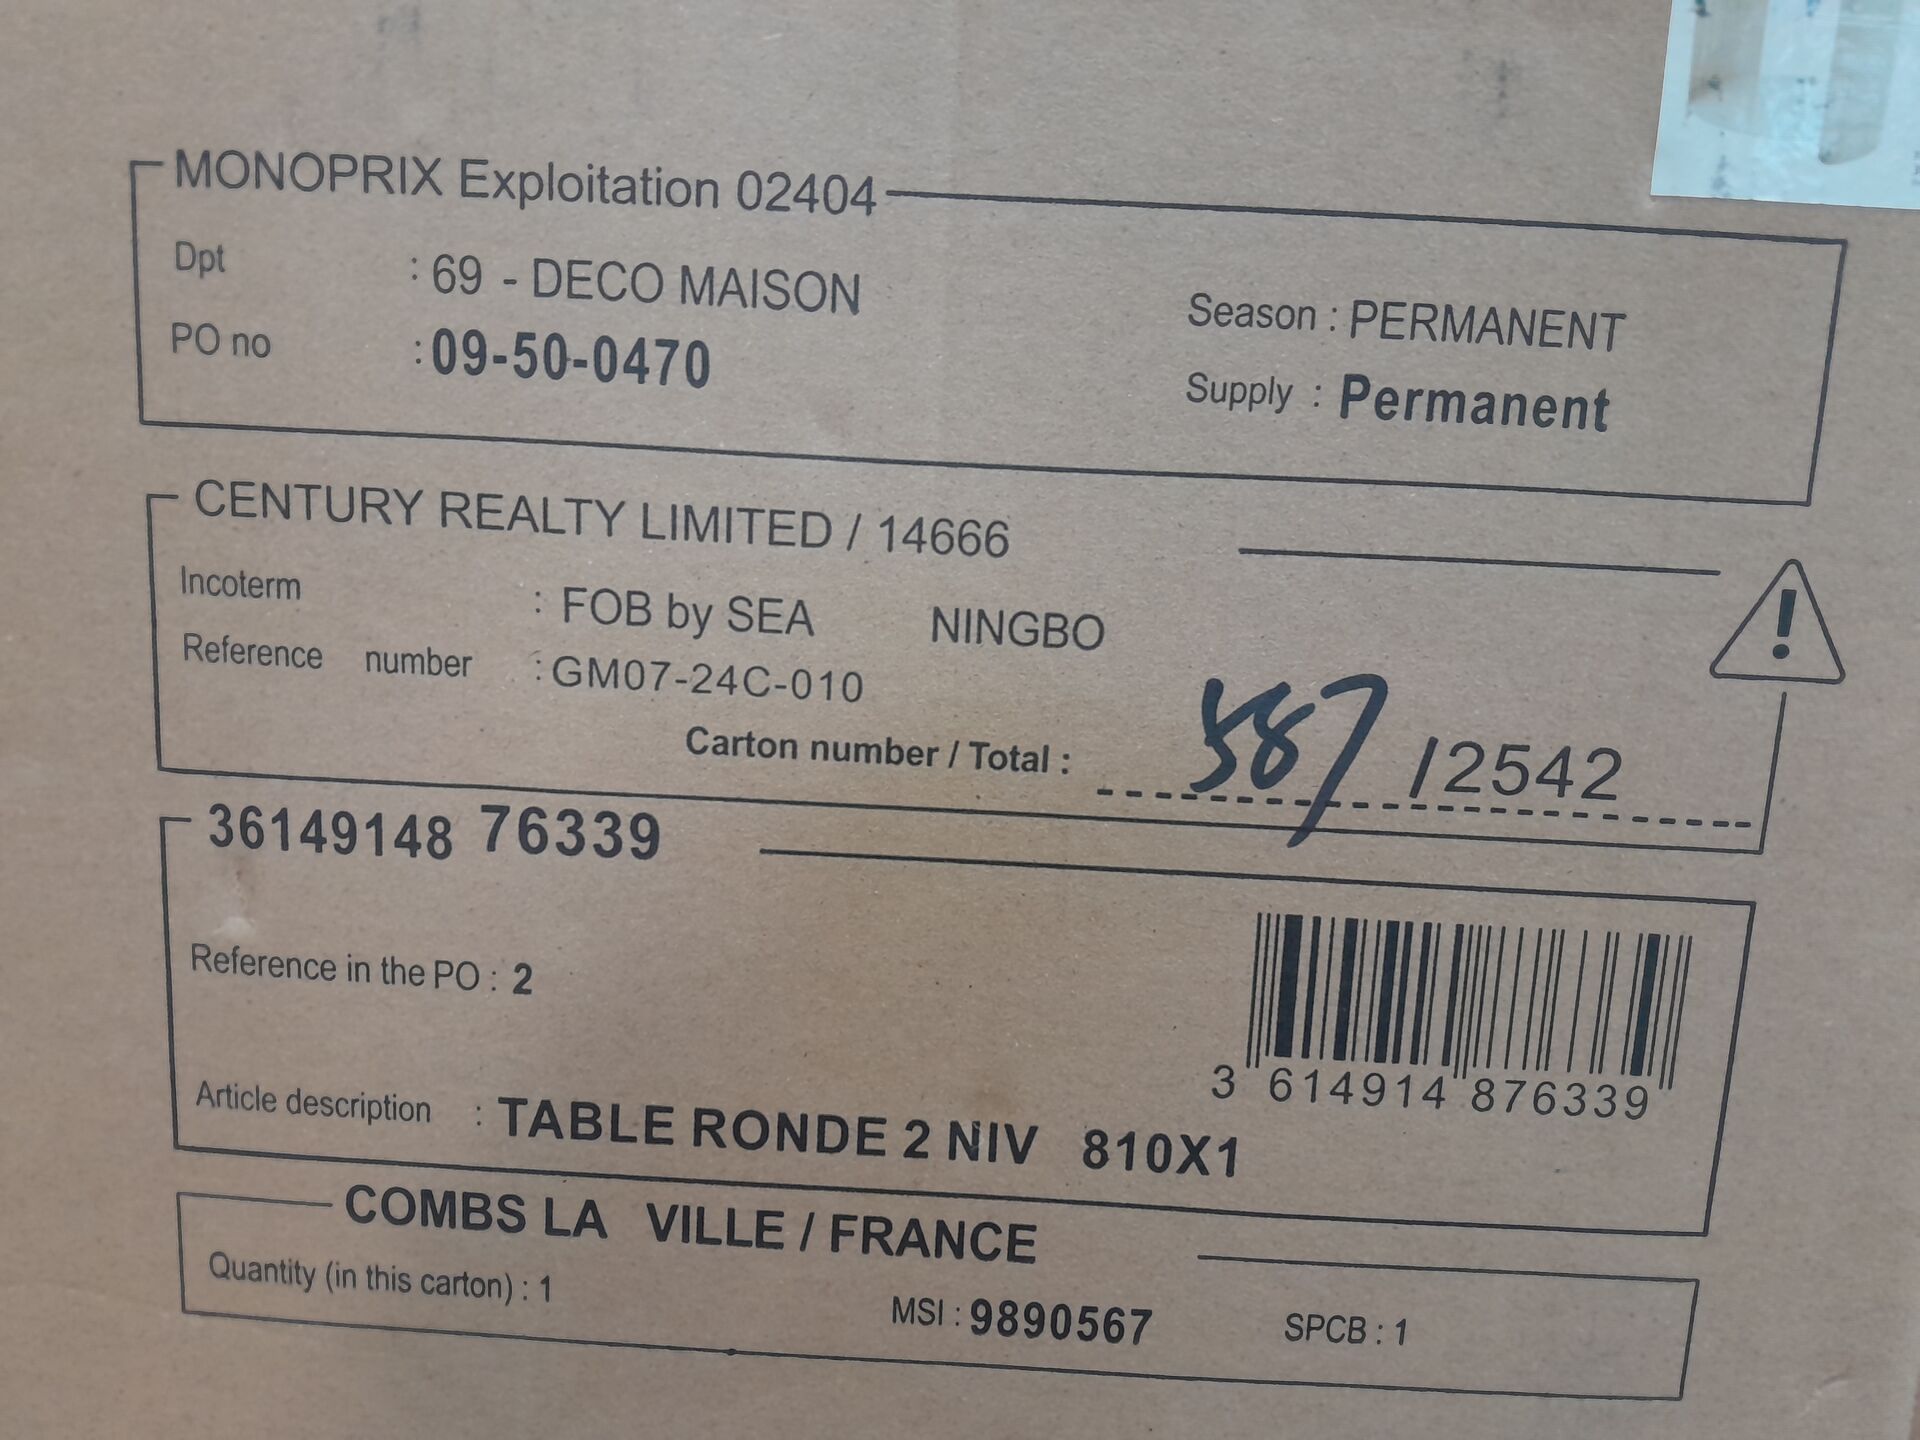 MONOPRIX Exploitation 02404
Dpt : 69 - DECO MAISON
Season : PERMANENT
PO no : 09-50-0470
Supply : Permanent
CENTURY REALTY LIMITED / 14666
Incoterm : FOB by SEA NINGBO
Reference number : GM07-24C-010
Carton number / Total : 587 /2542
36149148 76339
Reference in the PO : 2
3 614914 876339
Article description : TABLE RONDE 2 NIV 810X1
COMBS LA VILLE / FRANCE
Quantity (in this carton) : 1
MSI : 9890567
SPCB : 1